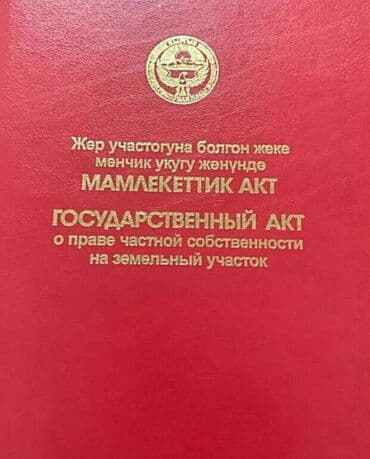 Жер участогуна болгон жеке
менчик укугу жөнүндө
МАМЛЕКЕТТИК АКТ
ГОСУДАРСТВЕННЫЙ АКТ
о праве частной собственности
на земельный участок